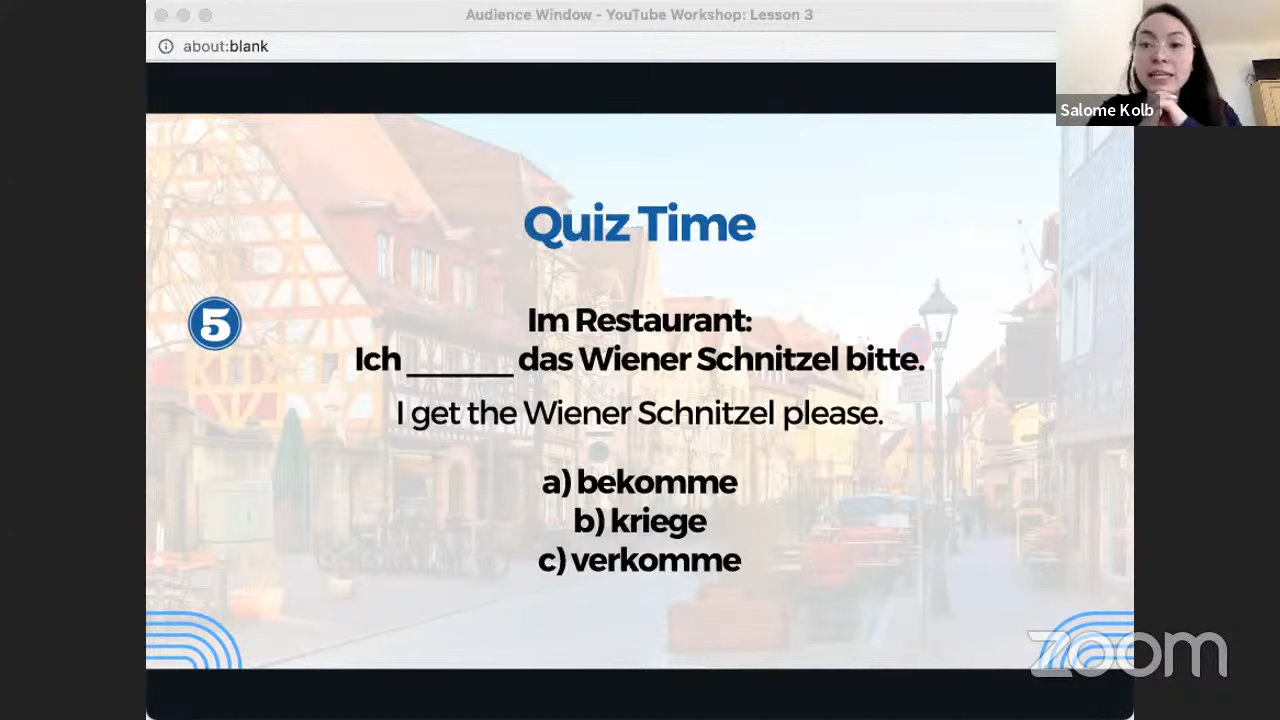 Audience Window - YouTube Workshop: Lesson 3
about:blank
Salome Kolb
Quiz Time
5
Im Restaurant:
Ich _______ das Wiener Schnitzel bitte.
I get the Wiener Schnitzel please.
a) bekomme
b) kriege
c) verkomme
zoom